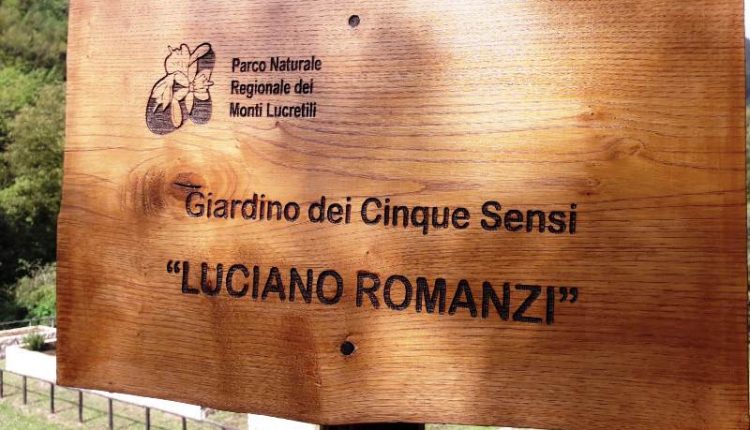 Parco Naturale
Regionale dei
Monti Lucretili
Giardino dei Cinque Sensi
“LUCIANO ROMANZI”